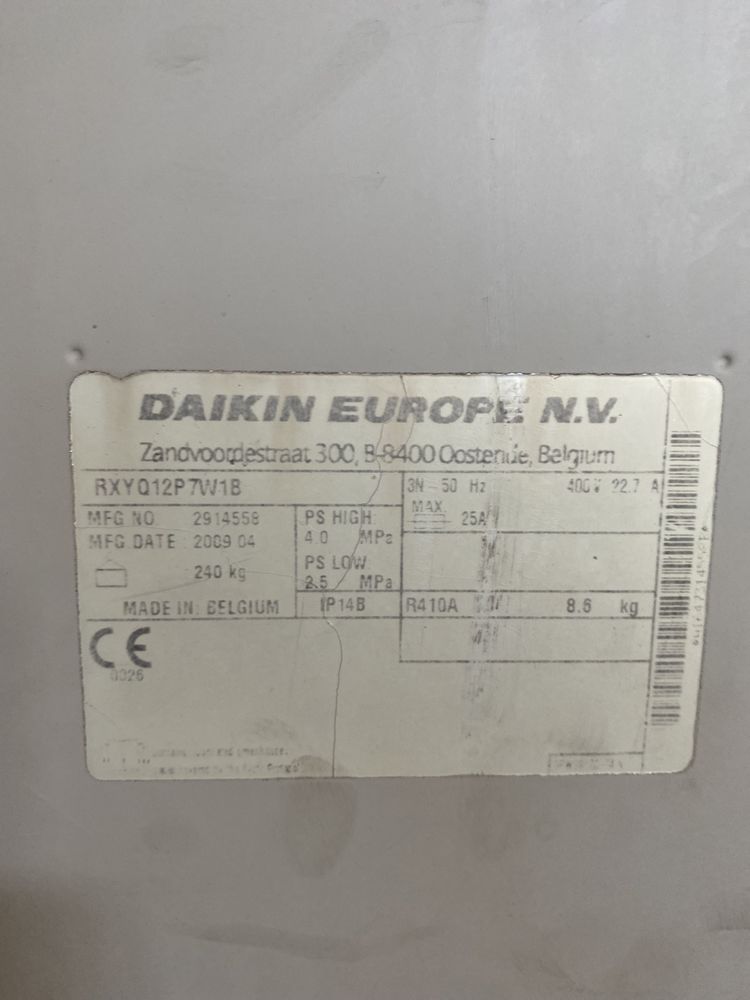 DAIKIN EUROPE N.V.
Zandvoordestraat 300, B-8400 Oostende, Belgium
RXYQ12P7W1B
3N~ 50 Hz 400 V 22.7 A
MFG NO. 2914558
PS HIGH:
MAX. 25A
MFG DATE : 2009.04
4.0 MPa
PS LOW:
240 kg
2.5 MPa
MADE IN: BELGIUM
IP14B
R410A
8.6 kg
CE
0026